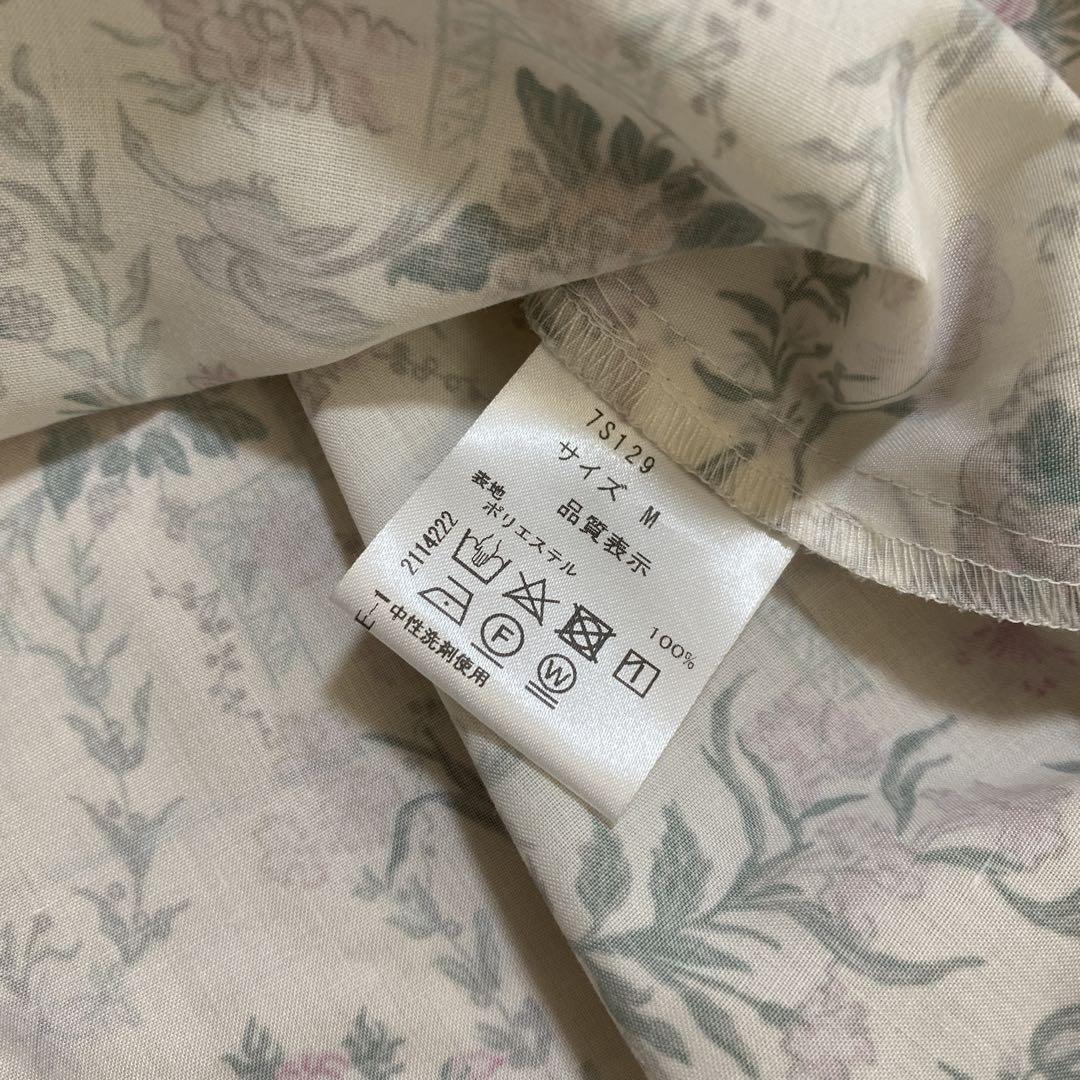 7S129
サイズ M
品質表示
表地
ポリエステル 100%
2114222
F
W
中性洗剤使用